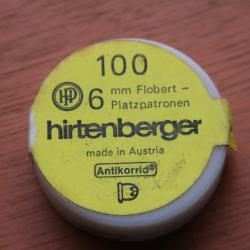 100
HP
6 mm Flobert -
Platzpatronen
hirtenberger
made in Austria
Antikorrid®